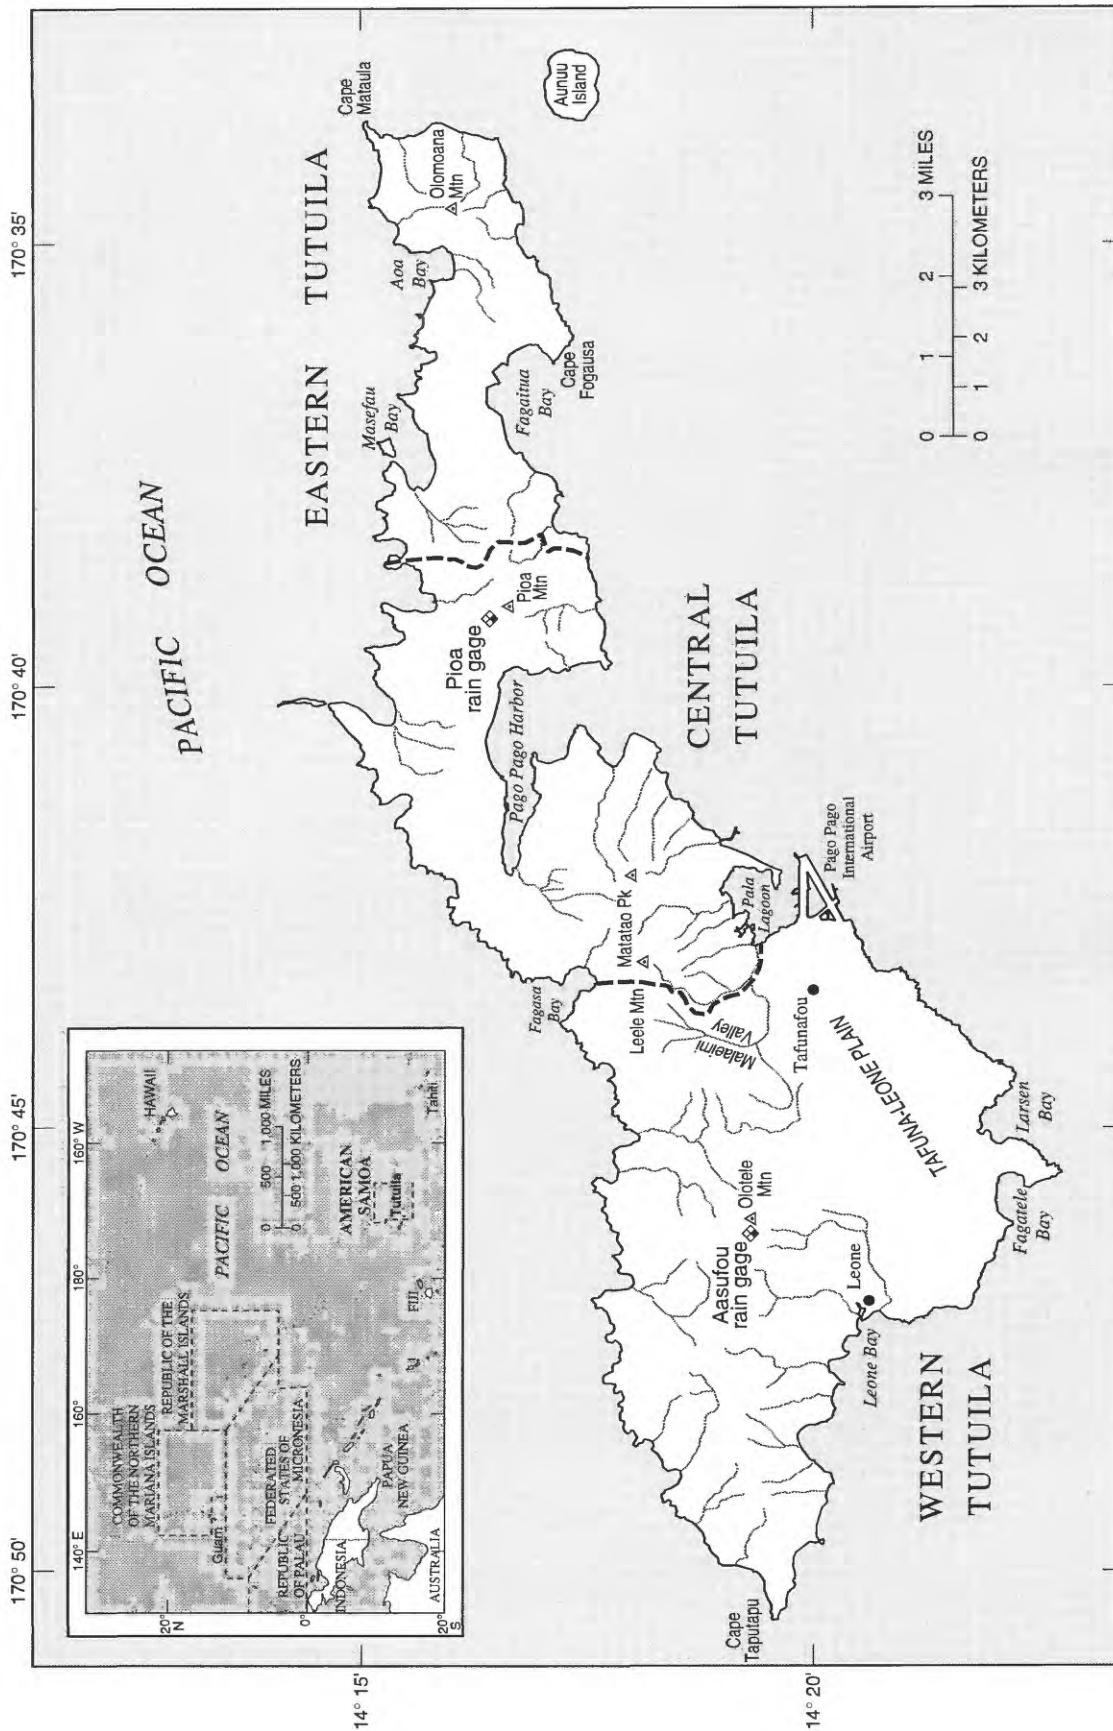 170° 50'
170° 45'
170° 40'
170° 35'
14° 15'
14° 20'
140° E
160°
180°
160° W
20°
N
0°
20°
S
COMMONWEALTH
OF THE NORTHERN
MARIANA ISLANDS
REPUBLIC OF THE
MARSHALL ISLANDS
HAWAII
PACIFIC OCEAN
Guam
0 500 1,000 MILES
0 500 1,000 KILOMETERS
FEDERATED
STATES OF
MICRONESIA
REPUBLIC
OF PALAU
AMERICAN
SAMOA
Tutuila
INDONESIA
PAPUA
NEW GUINEA
FIJI
Tahiti
AUSTRALIA
PACIFIC OCEAN
EASTERN TUTUILA
Cape
Mataula
Masefau
Bay
Aoa
Bay
Olomoana
Mtn
Aunuu
Island
Pioa
rain gage
Pioa
Mtn
Fagaitua
Bay
Cape
Fogausa
Pago Pago Harbor
Fagasa
Bay
Leele Mtn
Matatao Pk
CENTRAL
TUTUILA
Malaeimi
Valley
Pala
Lagoon
Pago Pago
International
Airport
Tafunafou
TAFUNA-LEONE PLAIN
Aasufou
rain gage
Olotele
Mtn
Leone
Leone Bay
Cape
Taputapu
WESTERN
TUTUILA
Fagatele
Bay
Larsen
Bay
0 1 2 3 MILES
0 1 2 3 KILOMETERS